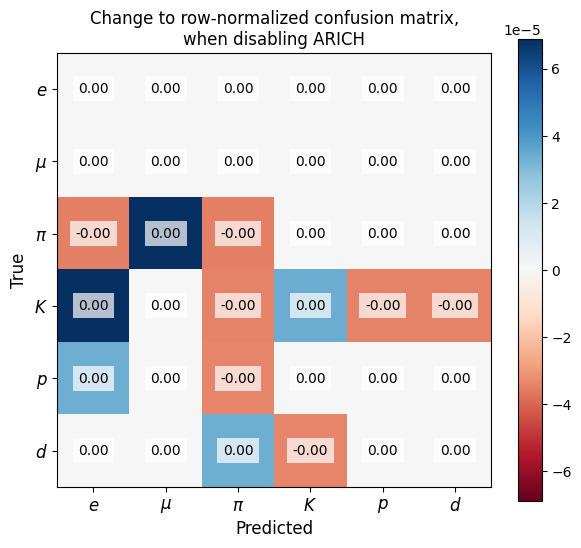 Change to row-normalized confusion matrix,
when disabling ARICH
1e−5
e 0.00 0.00 0.00 0.00 0.00 0.00
μ 0.00 0.00 0.00 0.00 0.00 0.00
π -0.00 0.00 -0.00 0.00 0.00 0.00
K 0.00 0.00 -0.00 0.00 -0.00 -0.00
p 0.00 0.00 -0.00 0.00 0.00 0.00
d 0.00 0.00 0.00 -0.00 0.00 0.00
e μ π K p d
True
Predicted
6
4
2
0
−2
−4
−6